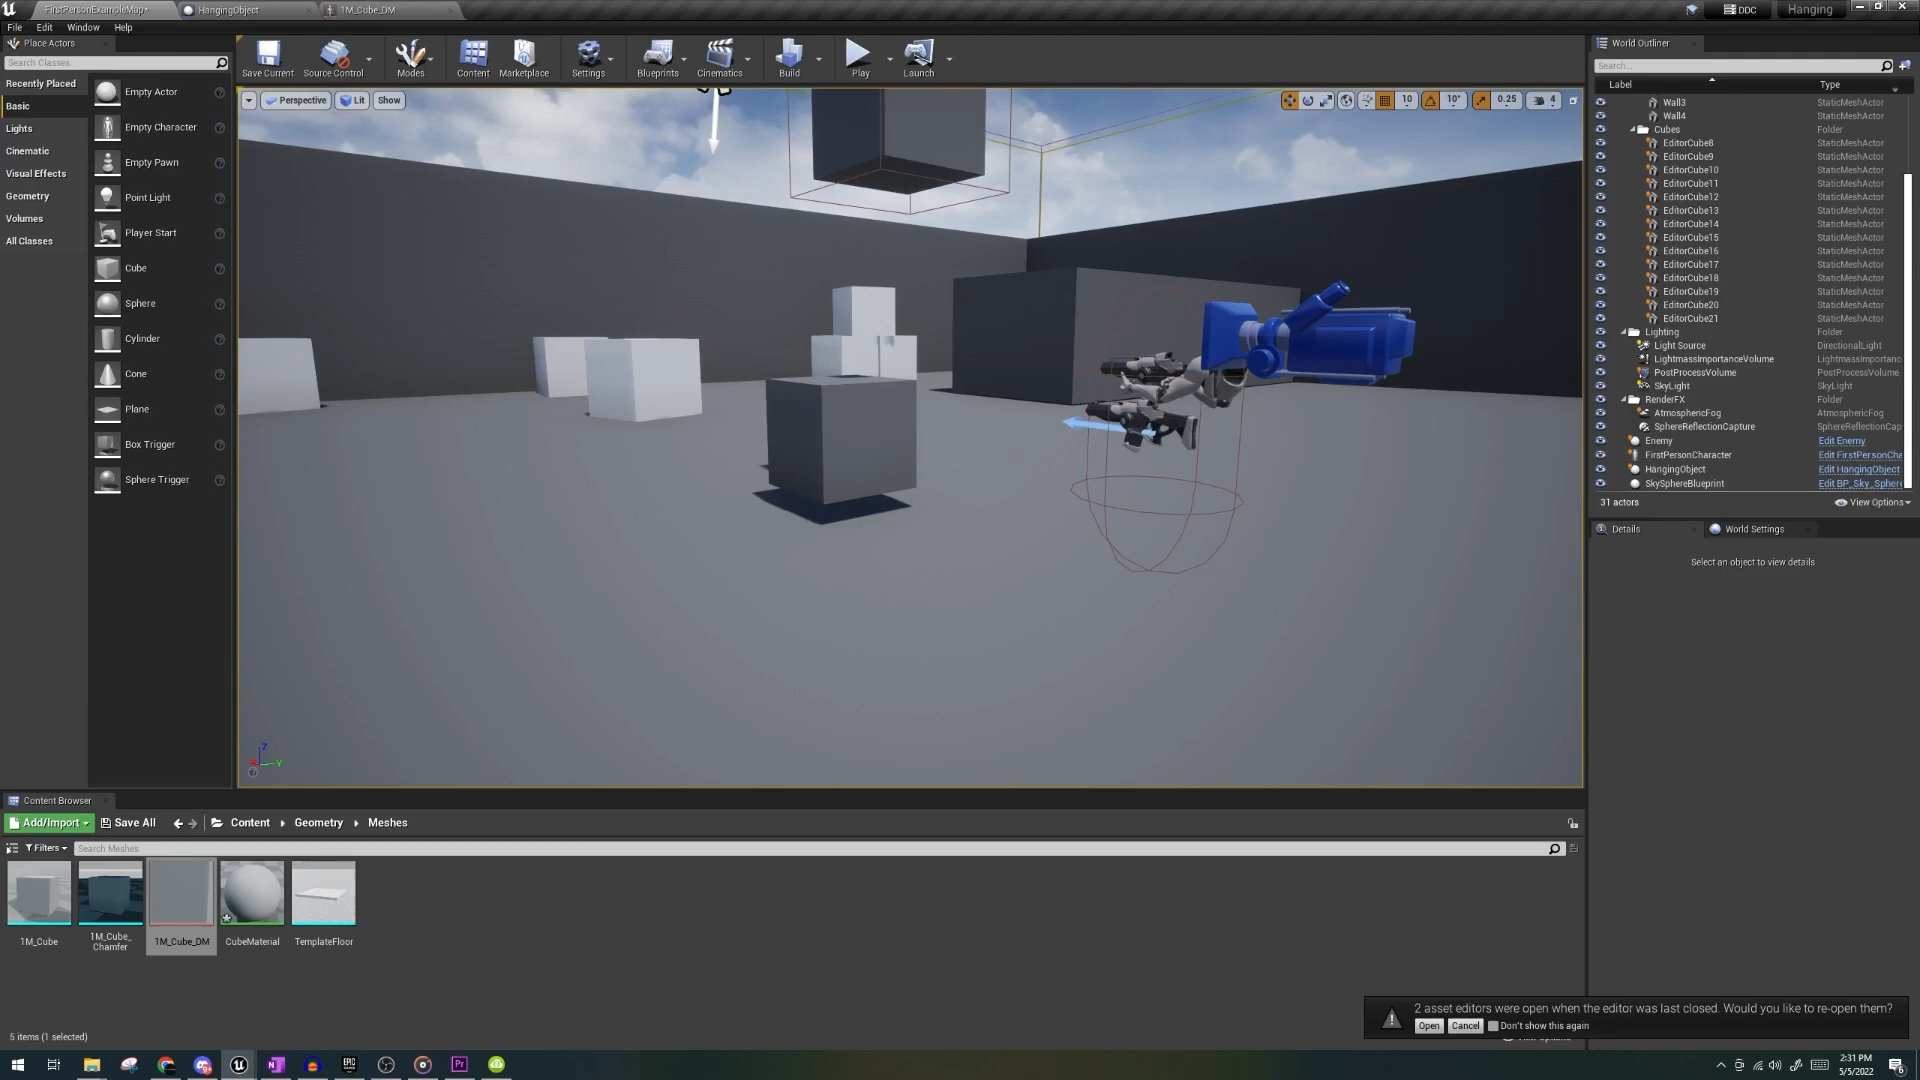 FirstPersonExampleMap*
HangingObject
1M_Cube_DM
DDC
Hanging
File Edit Window Help
Place Actors
Search Classes
Recently Placed
Basic
Lights
Cinematic
Visual Effects
Geometry
Volumes
All Classes
Empty Actor
Empty Character
Empty Pawn
Point Light
Player Start
Cube
Sphere
Cylinder
Cone
Plane
Box Trigger
Sphere Trigger
Save Current Source Control Modes Content Marketplace Settings Blueprints Cinematics Build Play Launch
Perspective Lit Show
10 10° 0.25 4
Z
X Y
World Outliner
Search...
Label Type
Wall3 StaticMeshActor
Wall4 StaticMeshActor
Cubes Folder
EditorCube8 StaticMeshActor
EditorCube9 StaticMeshActor
EditorCube10 StaticMeshActor
EditorCube11 StaticMeshActor
EditorCube12 StaticMeshActor
EditorCube13 StaticMeshActor
EditorCube14 StaticMeshActor
EditorCube15 StaticMeshActor
EditorCube16 StaticMeshActor
EditorCube17 StaticMeshActor
EditorCube18 StaticMeshActor
EditorCube19 StaticMeshActor
EditorCube20 StaticMeshActor
EditorCube21 StaticMeshActor
Lighting Folder
Light Source DirectionalLight
LightmassImportanceVolume LightmassImportanc
PostProcessVolume PostProcessVolume
SkyLight SkyLight
RenderFX Folder
AtmosphericFog AtmosphericFog
SphereReflectionCapture SphereReflectionCap
Enemy Edit Enemy
FirstPersonCharacter Edit FirstPersonCha
HangingObject Edit HangingObject
SkySphereBlueprint Edit BP_Sky_Sphere
31 actors View Options
Details World Settings
Select an object to view details
Content Browser
Add/Import Save All Content Geometry Meshes
Filters Search Meshes
1M_Cube
1M_Cube_
Chamfer
1M_Cube_DM
CubeMaterial
TemplateFloor
2 asset editors were open when the editor was last closed. Would you like to re-open them?
Open Cancel Don't show this again
5 items (1 selected)
2:31 PM
5/5/2022